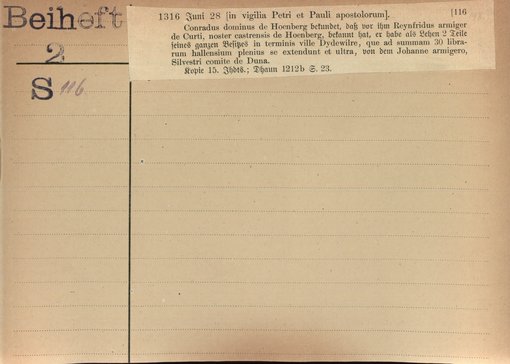 Beiheft
2
S 116
1316 Juni 28 [in vigilia Petri et Pauli apostolorum]. [116
Conradus dominus de Hoenberg bekundet, daß vor ihm Reynfridus armiger
de Curti, noster castrensis de Hoenberg, bekannt hat, er habe als Lehen 2 Teile
seines ganzen Besitzes in terminis ville Dydewilre, que ad summam 30 libra-
rum hallensium plenius se extendunt et ultra, von dem Johanne armigero,
Silvestri comite de Duna.
Kopie 15. Jhdts.; Dhaun 1212b S. 23.